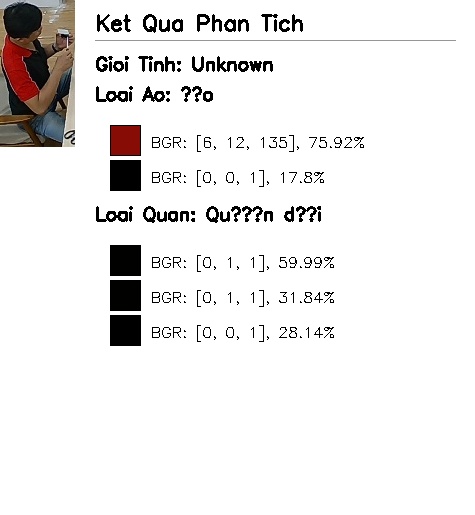 Ket Qua Phan Tich
Gioi Tinh: Unknown
Loai Ao: ??o
BGR: [6, 12, 135], 75.92%
BGR: [0, 0, 1], 17.8%
Loai Quan: Qu???n d??i
BGR: [0, 1, 1], 59.99%
BGR: [0, 1, 1], 31.84%
BGR: [0, 0, 1], 28.14%